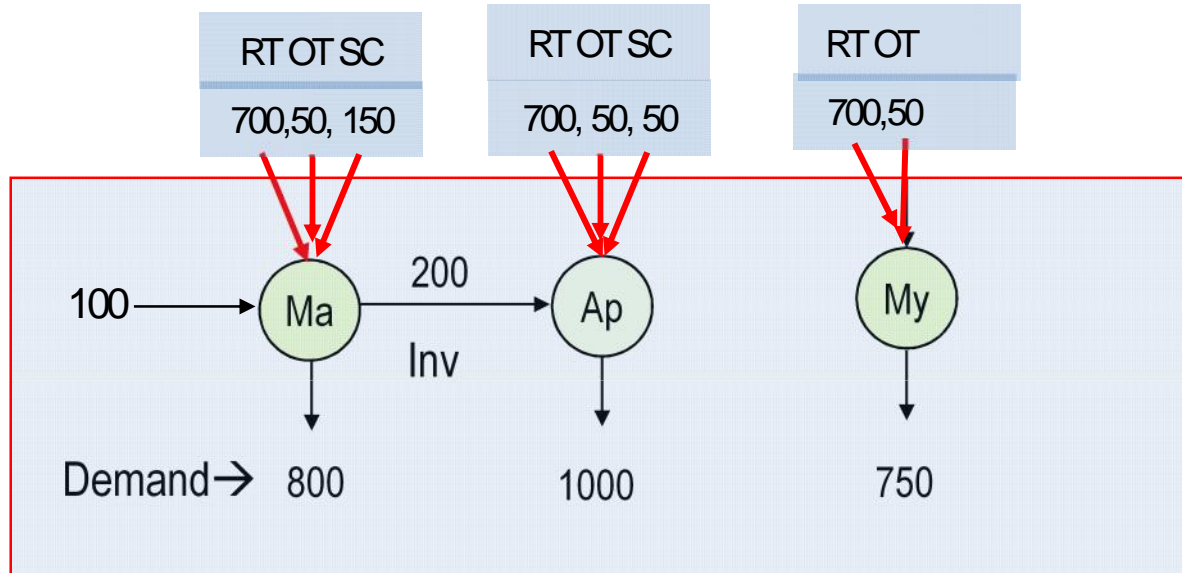 RT OT SC
700,50, 150
RT OT SC
700, 50, 50
RT OT
700,50
100
Ma
200
Inv
Ap
My
Demand→ 800 1000 750